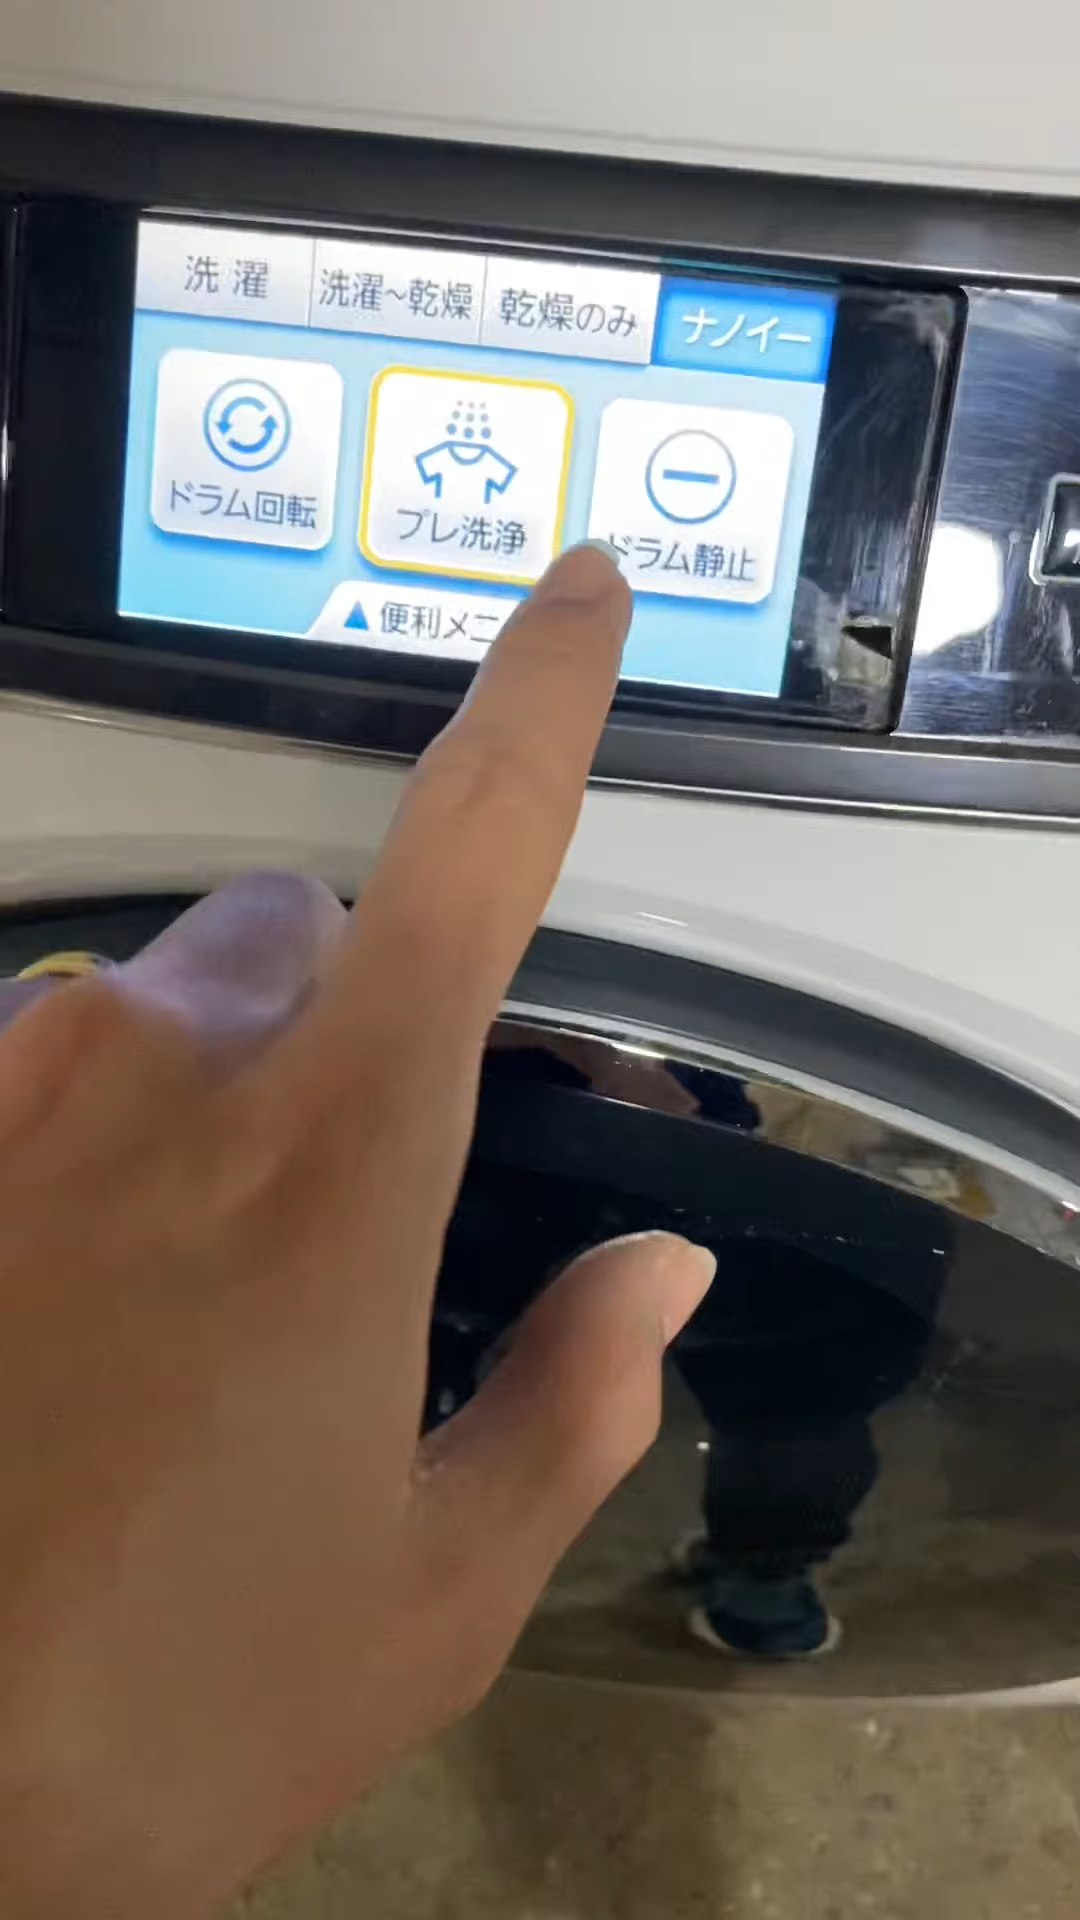 洗濯
洗濯~乾燥
乾燥のみ
ナノイー
ドラム回転
プレ洗浄
ドラム静止
▲便利メニ